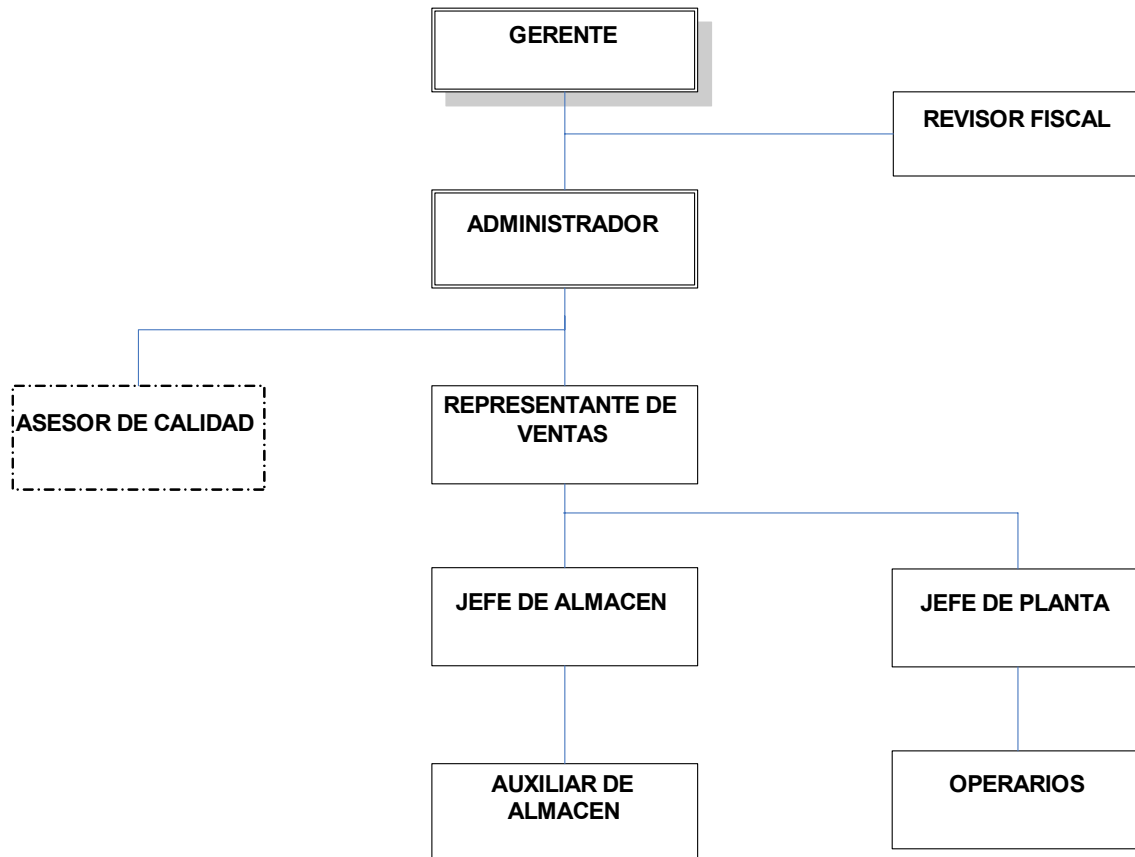 GERENTE
REVISOR FISCAL
ADMINISTRADOR
ASESOR DE CALIDAD
REPRESENTANTE DE
VENTAS
JEFE DE ALMACEN
JEFE DE PLANTA
AUXILIAR DE
ALMACEN
OPERARIOS